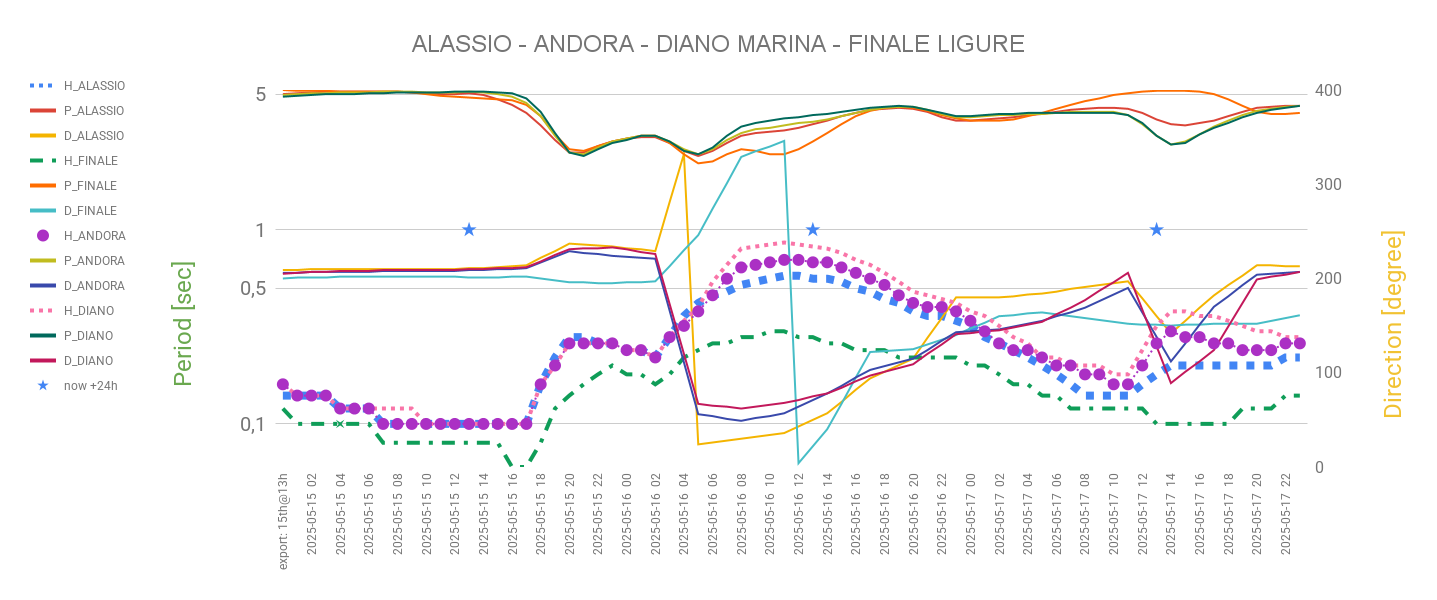 ALASSIO - ANDORA - DIANO MARINA - FINALE LIGURE
H_ALASSIO
P_ALASSIO
D_ALASSIO
H_FINALE
P_FINALE
D_FINALE
H_ANDORA
P_ANDORA
D_ANDORA
H_DIANO
P_DIANO
D_DIANO
now +24h
Period [sec]
5
1
0,5
0,1
400
300
200
100
0
Direction [degree]
export: 15th@13h
2025-05-15 02
2025-05-15 04
2025-05-15 06
2025-05-15 08
2025-05-15 10
2025-05-15 12
2025-05-15 14
2025-05-15 16
2025-05-15 18
2025-05-15 20
2025-05-15 22
2025-05-16 00
2025-05-16 02
2025-05-16 04
2025-05-16 06
2025-05-16 08
2025-05-16 10
2025-05-16 12
2025-05-16 14
2025-05-16 16
2025-05-16 18
2025-05-16 20
2025-05-16 22
2025-05-17 00
2025-05-17 02
2025-05-17 04
2025-05-17 06
2025-05-17 08
2025-05-17 10
2025-05-17 12
2025-05-17 14
2025-05-17 16
2025-05-17 18
2025-05-17 20
2025-05-17 22